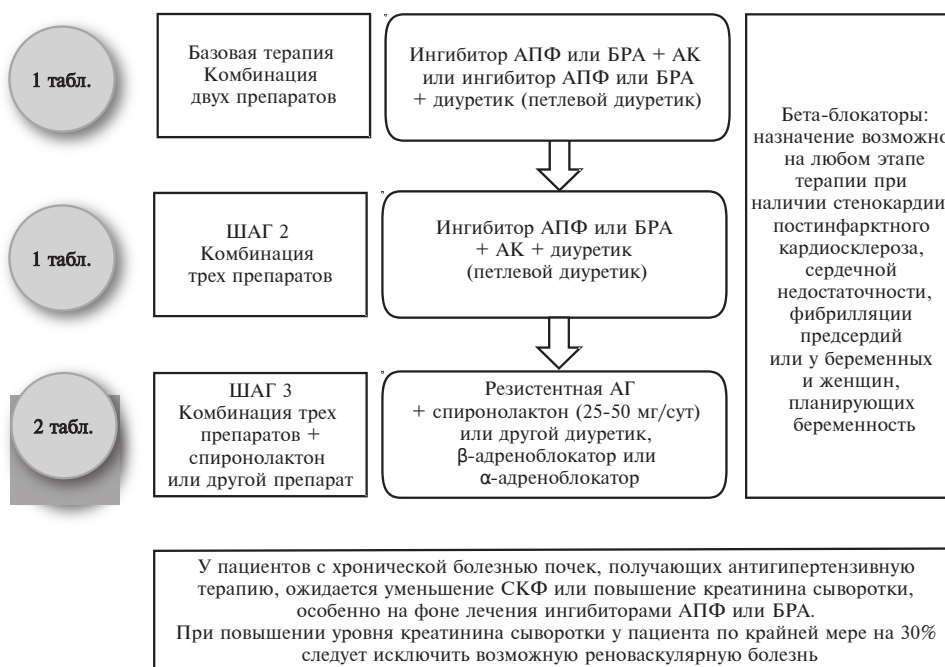 1 табл.
Базовая терапия
Комбинация
двух препаратов
Ингибитор АПФ или БРА + АК
или ингибитор АПФ или БРА
+ диуретик (петлевой диуретик)
1 табл.
ШАГ 2
Комбинация
трех препаратов
Ингибитор АПФ или БРА
+ АК + диуретик
(петлевой диуретик)
2 табл.
ШАГ 3
Комбинация трех
препаратов +
спиронолактон
или другой препарат
Резистентная АГ
+ спиронолактон (25-50 мг/сут)
или другой диуретик,
β-адреноблокатор или
α-адреноблокатор
Бета-блокаторы:
назначение возможно
на любом этапе
терапии при
наличии стенокардии
постинфарктного
кардиосклероза,
сердечной
недостаточности,
фибрилляции
предсердий
или у беременных
и женщин,
планирующих
беременность
У пациентов с хронической болезнью почек, получающих антигипертензивную
терапию, ожидается уменьшение СКФ или повышение креатинина сыворотки,
особенно на фоне лечения ингибиторами АПФ или БРА.
При повышении уровня креатинина сыворотки у пациента по крайней мере на 30%
следует исключить возможную реноваскулярную болезнь